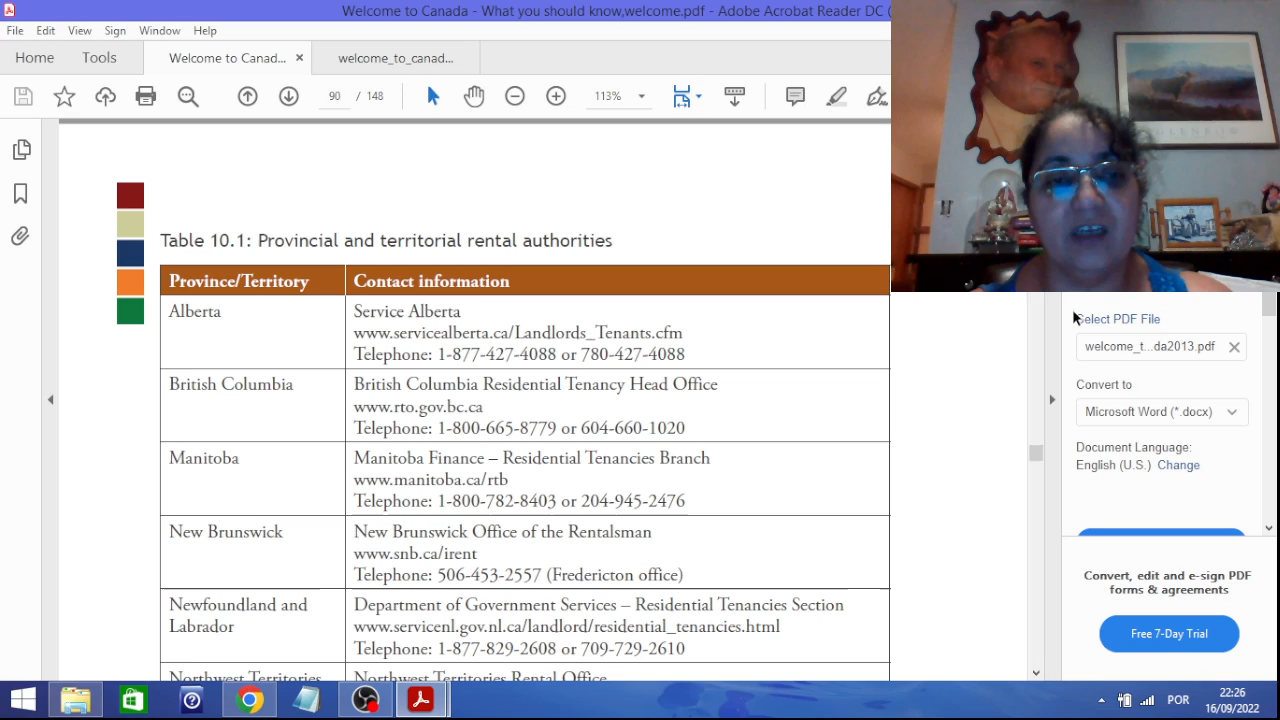 Welcome to Canada - What you should know,welcome.pdf - Adobe Acrobat Reader DC (
File Edit View Sign Window Help
Home Tools Welcome to Canad... × welcome_to_canad...
90 / 148 113%
Table 10.1: Provincial and territorial rental authorities
Province/Territory Contact information
Alberta Service Alberta
www.servicealberta.ca/Landlords_Tenants.cfm
Telephone: 1-877-427-4088 or 780-427-4088
British Columbia British Columbia Residential Tenancy Head Office
www.rto.gov.bc.ca
Telephone: 1-800-665-8779 or 604-660-1020
Manitoba Manitoba Finance – Residential Tenancies Branch
www.manitoba.ca/rtb
Telephone: 1-800-782-8403 or 204-945-2476
New Brunswick New Brunswick Office of the Rentalsman
www.snb.ca/irent
Telephone: 506-453-2557 (Fredericton office)
Newfoundland and Department of Government Services – Residential Tenancies Section
Labrador www.servicenl.gov.nl.ca/landlord/residential_tenancies.html
Telephone: 1-877-829-2608 or 709-729-2610
Northwest Territories Northwest Territories Rental Office
Select PDF File
welcome_t...da2013.pdf
Convert to
Microsoft Word (*.docx)
Document Language:
English (U.S.) Change
Convert, edit and e-sign PDF
forms & agreements
Free 7-Day Trial
POR
22:26
16/09/2022